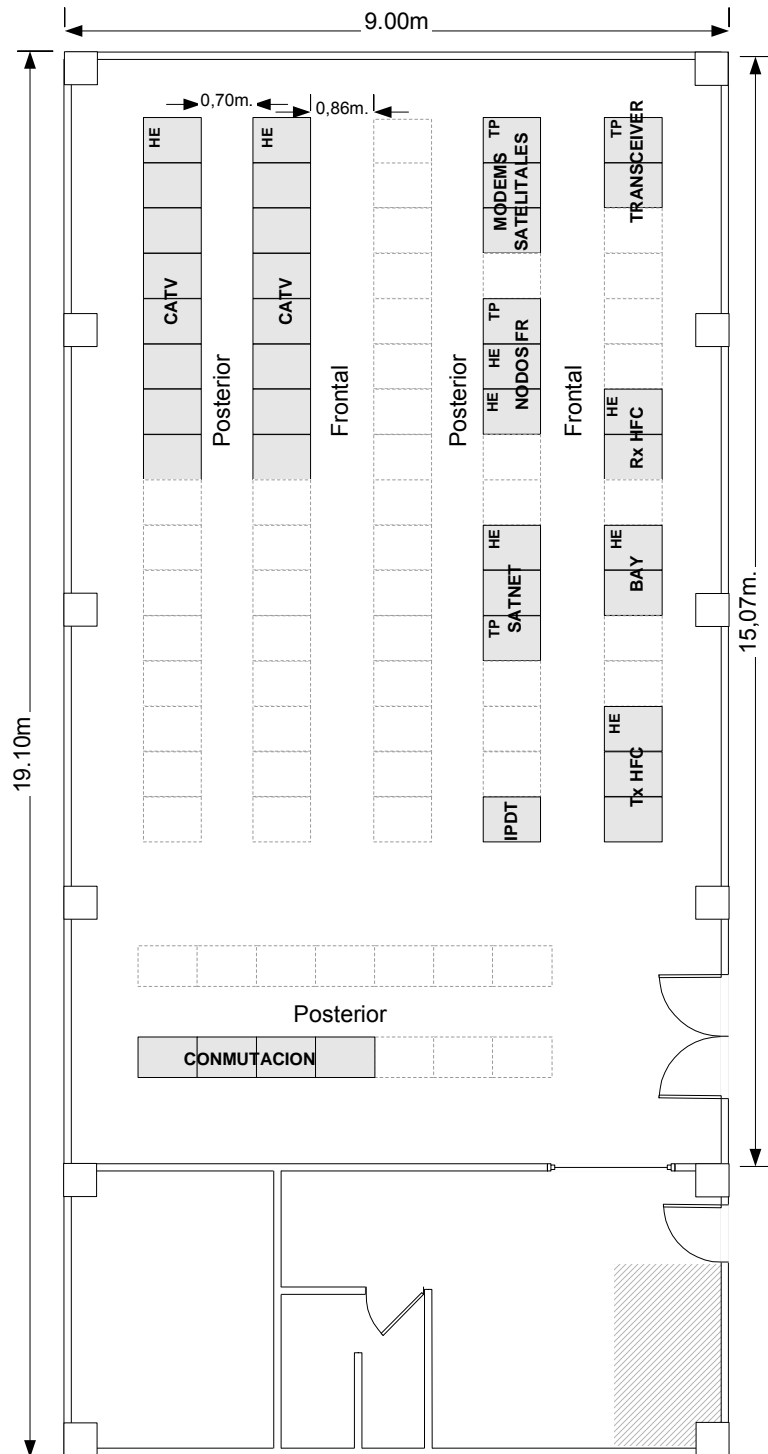 9.00m
0,70m.
0,86m.
HE
HE
TP
MODEMS
SATELITALES
TP
TRANSCEIVER
CATV
CATV
TP
HE
HE
NODOS FR
Posterior
Frontal
Posterior
Frontal
HE
Rx HFC
HE
TP
SATNET
HE
BAY
15,07m.
19.10m
HE
Tx HFC
IPDT
Posterior
CONMUTACION